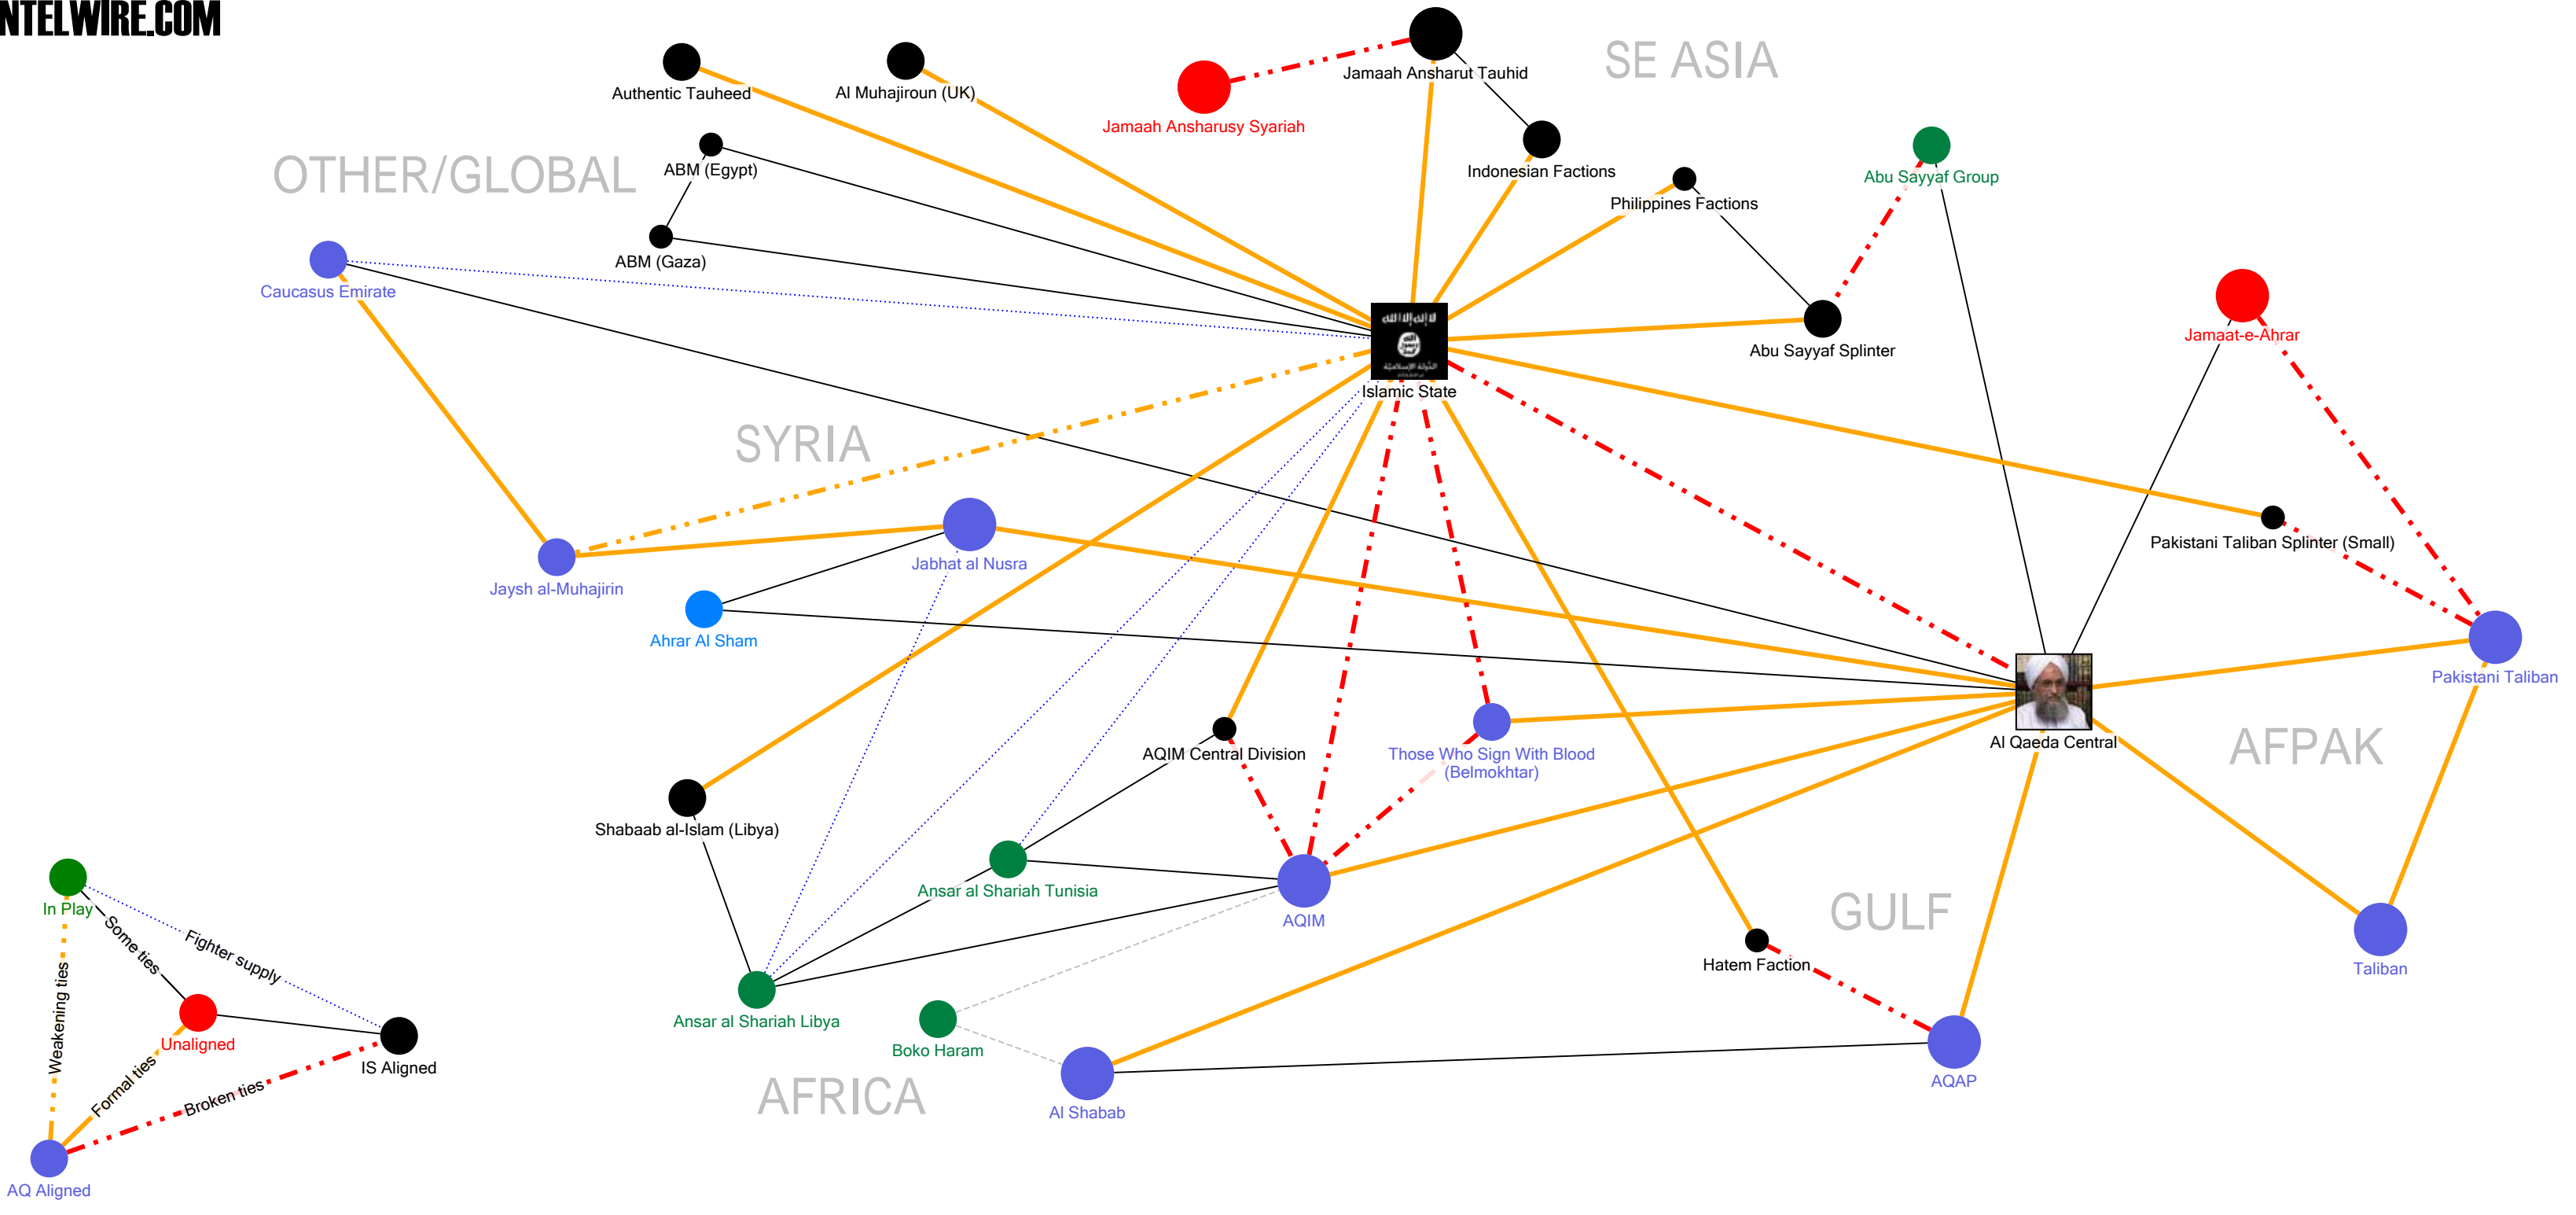 NTELWIRE.COM
SE ASIA
Jamaah Ansharut Tauhid
Authentic Tauheed
Al Muhajiroun (UK)
Jamaah Ansharusy Syariah
OTHER/GLOBAL
ABM (Egypt)
Indonesian Factions
Abu Sayyaf Group
Philippines Factions
ABM (Gaza)
Caucasus Emirate
Jamaat-e-Ahrar
Abu Sayyaf Splinter
Islamic State
SYRIA
Pakistani Taliban Splinter (Small)
Jabhat al Nusra
Jaysh al-Muhajirin
Ahrar Al Sham
Pakistani Taliban
AQIM Central Division
Those Who Sign With Blood
(Belmokhtar)
Al Qaeda Central
AFPAK
Shabaab al-Islam (Libya)
Ansar al Shariah Tunisia
AQIM
GULF
Hatem Faction
Taliban
Ansar al Shariah Libya
Boko Haram
AFRICA
Al Shabab
AQAP
In Play
Some ties
Fighter supply
Weakening ties
Unaligned
IS Aligned
Formal ties
Broken ties
AQ Aligned